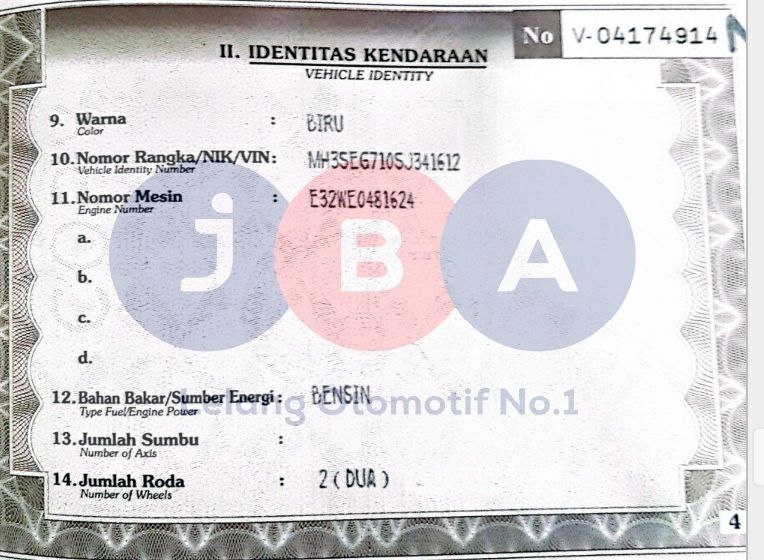 No V-04174914
II. IDENTITAS KENDARAAN
VEHICLE IDENTITY
9. Warna : BIRU
Color
10. Nomor Rangka/NIK/VIN: MH3SEG710SJ341612
Vehicle Identity Number
11. Nomor Mesin : E32WE0481624
Engine Number
a.
b.
c.
d.
jBA
Lelang Otomotif No.1
12. Bahan Bakar/Sumber Energi : BENSIN
Type Fuel/Engine Power
13. Jumlah Sumbu :
Number of Axis
14. Jumlah Roda : 2 ( DUA )
Number of Wheels
4